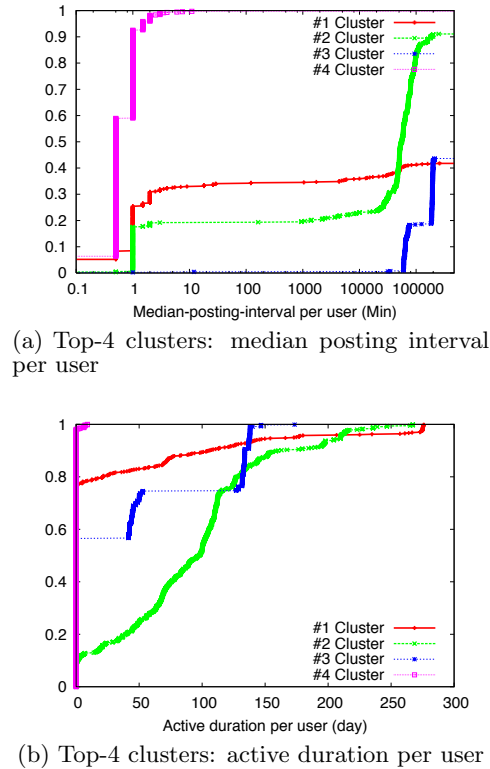 1
0.9
0.8
0.7
0.6
0.5
0.4
0.3
0.2
0.1
0
#1 Cluster
#2 Cluster
#3 Cluster
#4 Cluster
0.1 1 10 100 1000 10000 100000
Median-posting-interval per user (Min)
(a) Top-4 clusters: median posting interval
per user
1
0.8
0.6
0.4
0.2
0
#1 Cluster
#2 Cluster
#3 Cluster
#4 Cluster
0 50 100 150 200 250 300
Active duration per user (day)
(b) Top-4 clusters: active duration per user